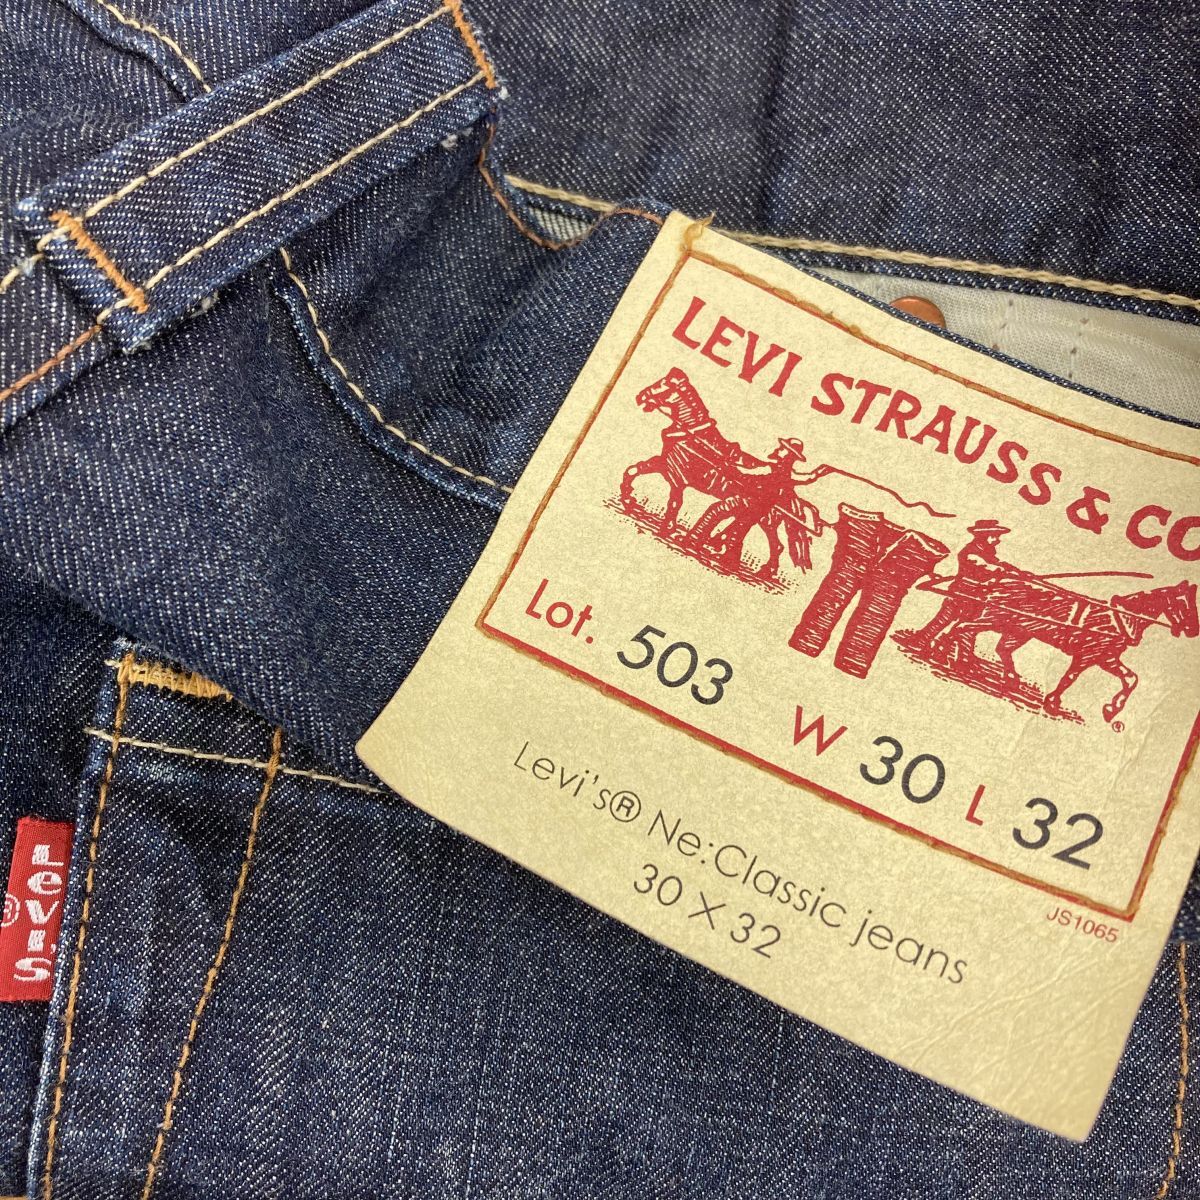 LEVI STRAUSS & CO
Lot. 503 W 30 L 32
JS1065
Levi's® Ne:Classic jeans
30 × 32
LeVI'S
®